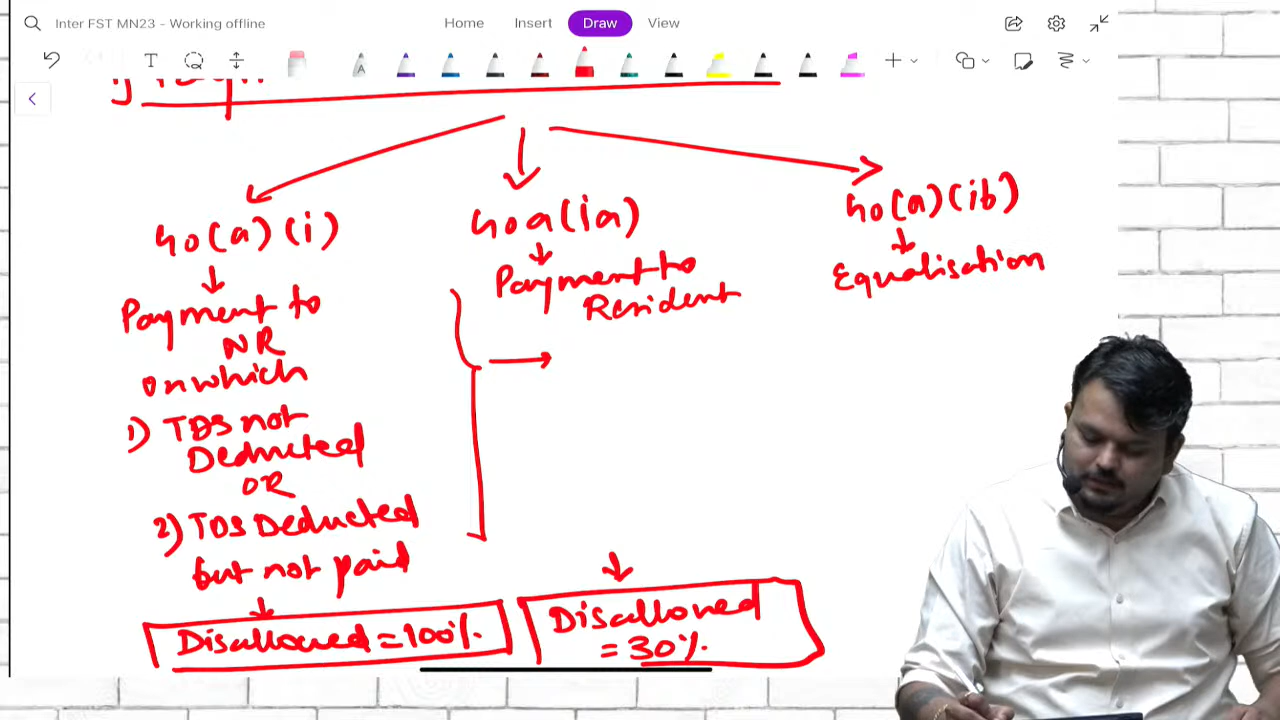 Inter FST MN23 - Working offline
Home Insert Draw View
40(a)(i)
Payment to
NR
on which
1) TDS not
Deducted
OR
2) TDS Deducted
but not paid
Disallowed = 100%.
40a(ia)
Payment to
Resident
Disallowed
= 30%.
40(a)(ib)
Equalisation